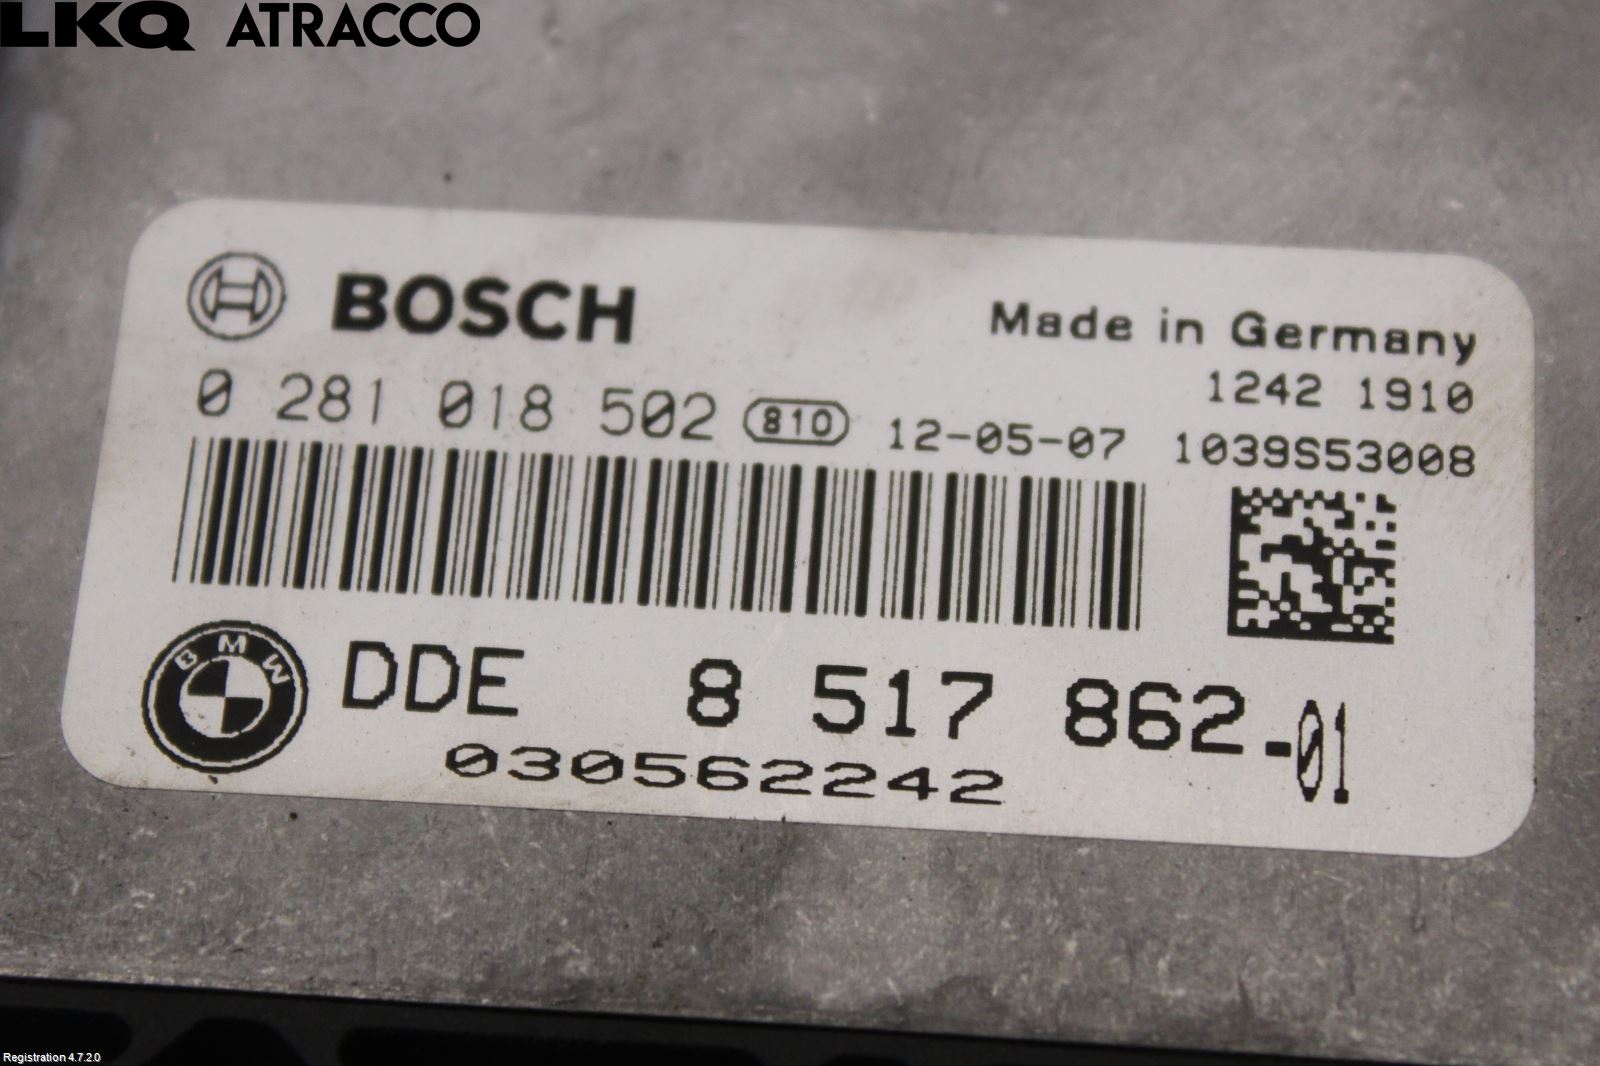 LKQ ATRACCO
BOSCH
Made in Germany
0 281 018 502 810 12-05-07
1242 1910
1039S53008
BMW
DDE 8 517 862-01
030562242
Registration 4.7.2.0